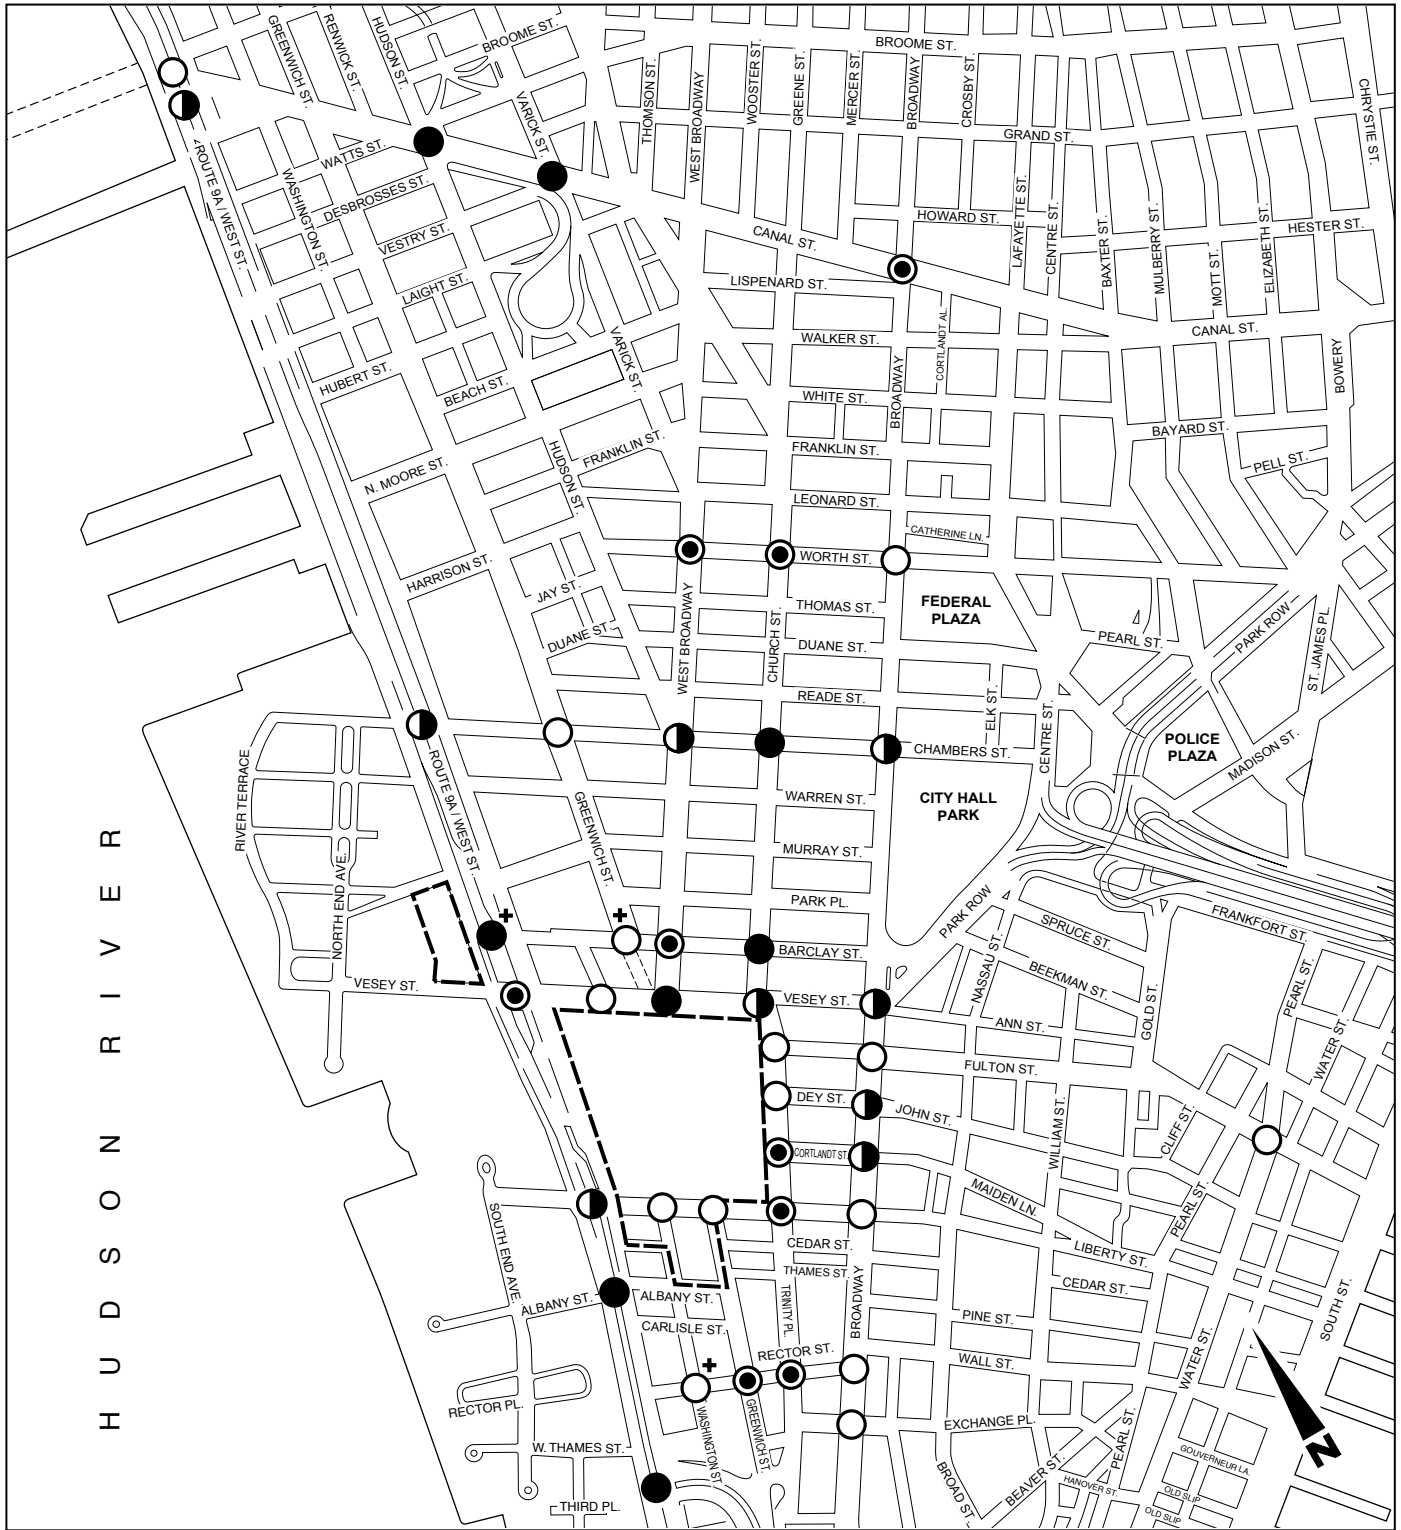 GREENWICH ST.
RENWICK ST.
HUDSON ST.
BROOME ST.
VARICK ST.
THOMSON ST.
WEST BROADWAY
WOOSTER ST.
GREENE ST.
MERCER ST.
BROADWAY
CROSBY ST.
BROOME ST.
CHRYSTIE ST.
GRAND ST.
WATTS ST.
ROUTE 9A / WEST ST.
WASHINGTON ST.
DESBROSSES ST.
VESTRY ST.
LAIGHT ST.
HOWARD ST.
CANAL ST.
LISPENARD ST.
LAFAYETTE ST.
CENTRE ST.
BAXTER ST.
MULBERRY ST.
MOTT ST.
ELIZABETH ST.
HESTER ST.
CANAL ST.
WALKER ST.
CORTLANDT AL.
BROADWAY
BOWERY
HUBERT ST.
BEACH ST.
VARICK ST.
WHITE ST.
BAYARD ST.
FRANKLIN ST.
HUDSON ST.
FRANKLIN ST.
PELL ST.
N. MOORE ST.
LEONARD ST.
CATHERINE LN.
WORTH ST.
HARRISON ST.
JAY ST.
DUANE ST.
WEST BROADWAY
CHURCH ST.
THOMAS ST.
FEDERAL
PLAZA
DUANE ST.
PEARL ST.
PARK ROW
ST. JAMES PL.
READE ST.
ELK ST.
CENTRE ST.
CHAMBERS ST.
POLICE
PLAZA
MADISON ST.
RIVER TERRACE
ROUTE 9A / WEST ST.
GREENWICH ST.
WARREN ST.
CITY HALL
PARK
MURRAY ST.
NORTH END AVE.
PARK PL.
PARK ROW
SPRUCE ST.
FRANKFORT ST
BARCLAY ST.
NASSAU ST.
BEEKMAN ST.
PEARL ST.
VESEY ST.
VESEY ST.
GOLD ST.
ANN ST.
WATER ST.
FULTON ST.
DEY ST.
JOHN ST.
WILLIAM ST.
CLIFF ST.
CORTLANDT ST.
MAIDEN LN.
PEARL ST.
SOUTH END AVE.
CEDAR ST.
LIBERTY ST.
THAMES ST.
CEDAR ST.
ALBANY ST.
ALBANY ST.
TRINITY PL.
BROADWAY
SOUTH ST.
CARLISLE ST.
PINE ST.
RECTOR ST.
WALL ST.
WATER ST.
RECTOR PL.
WASHINGTON ST
GREENWICH ST.
EXCHANGE PL.
PEARL ST.
N
W. THAMES ST.
GOUVERNEUR LA.
BROAD ST.
BEAVER ST.
HANOVER ST.
OLD SLIP
THIRD PL.
OLD SLIP
HUDSON RIVER